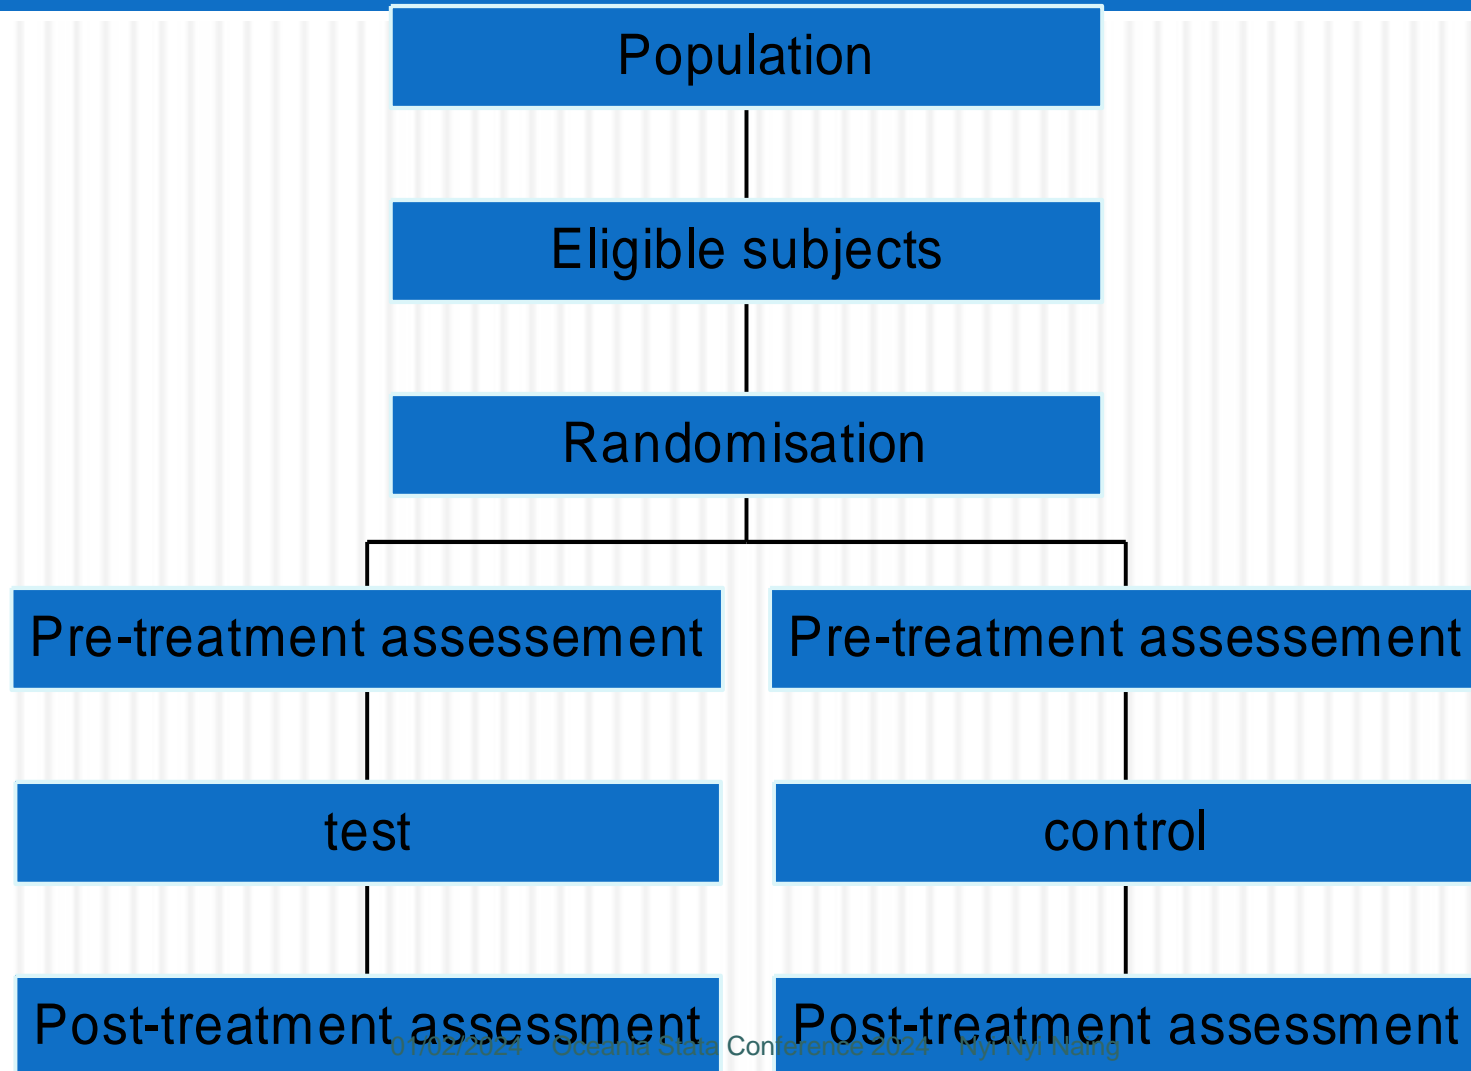 Population
Eligible subjects
Randomisation
Pre-treatment assessement
Pre-treatment assessement
test
control
Post-treatment assessment
Post-treatment assessment
01/02/2024 Oceania Stata Conference 2024 Nyi Nyi Naing